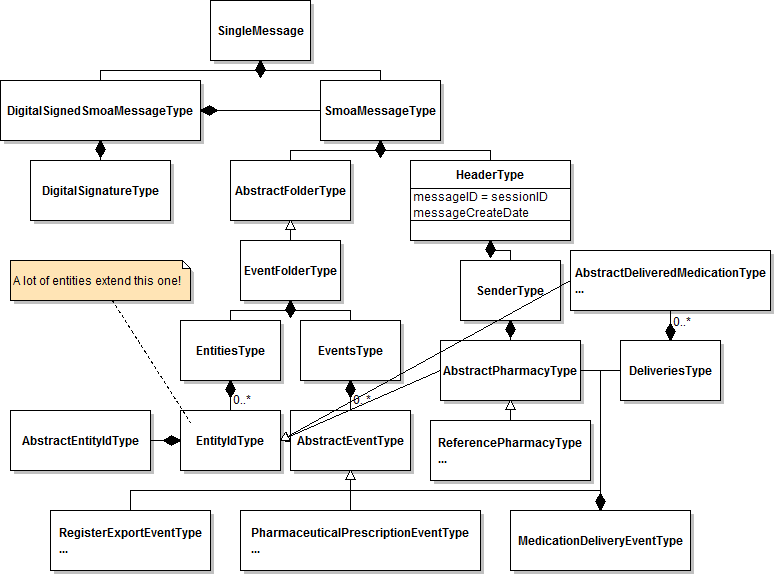 SingleMessage
DigitalSignedSmoaMessageType
SmoaMessageType
DigitalSignatureType
AbstractFolderType
HeaderType
messageID = sessionID
messageCreateDate
A lot of entities extend this one!
EventFolderType
SenderType
AbstractDeliveredMedicationType
...
0..*
EntitiesType
EventsType
AbstractPharmacyType
DeliveriesType
0..*
0..*
AbstractEntityIdType
EntityIdType
AbstractEventType
ReferencePharmacyType
...
RegisterExportEventType
...
PharmaceuticalPrescriptionEventType
...
MedicationDeliveryEventType